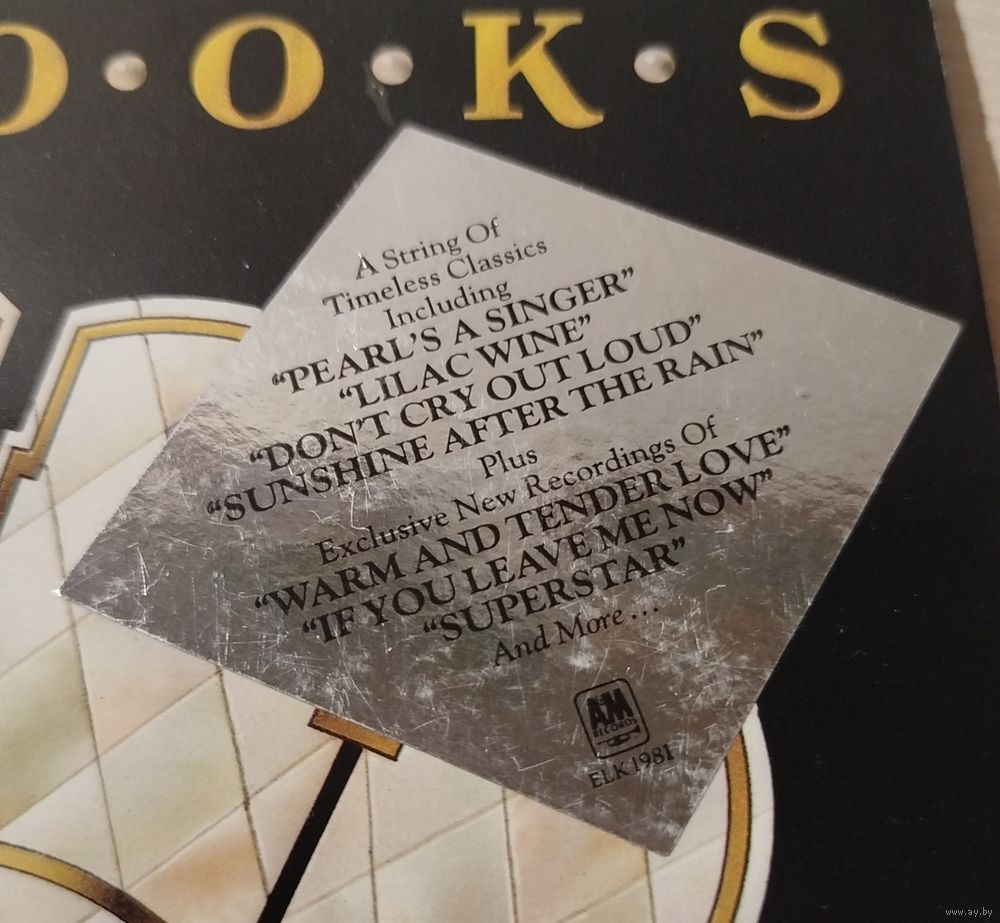 O·O·K·S
A String Of
Timeless Classics
Including
“PEARL’S A SINGER”
“LILAC WINE”
“DON’T CRY OUT LOUD”
“SUNSHINE AFTER THE RAIN”
Plus
Exclusive New Recordings Of
“WARM AND TENDER LOVE”
“IF YOU LEAVE ME NOW”
“SUPERSTAR”
And More...
A&M
RECORDS
ELK 1981
www.ay.by